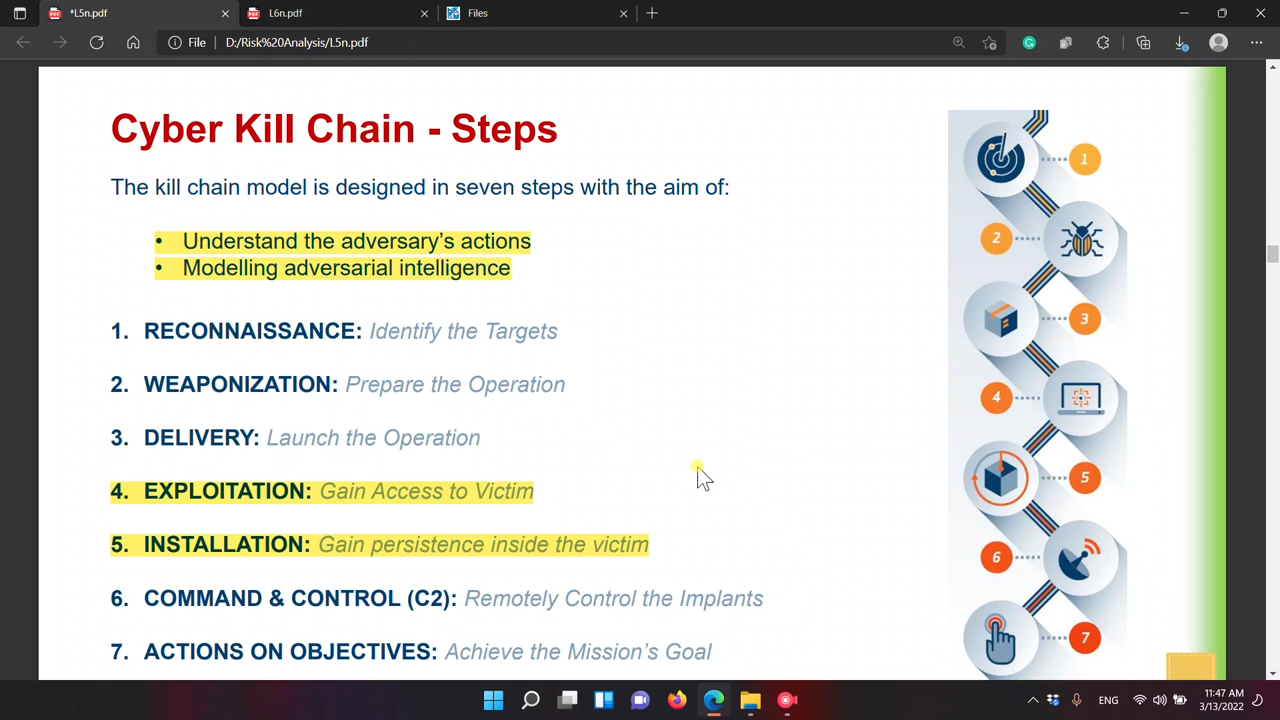 *L5n.pdf
L6n.pdf
Files
File
D:/Risk%20Analysis/L5n.pdf
Cyber Kill Chain - Steps
The kill chain model is designed in seven steps with the aim of:
• Understand the adversary's actions
• Modelling adversarial intelligence
1. RECONNAISSANCE: Identify the Targets
2. WEAPONIZATION: Prepare the Operation
3. DELIVERY: Launch the Operation
4. EXPLOITATION: Gain Access to Victim
5. INSTALLATION: Gain persistence inside the victim
6. COMMAND & CONTROL (C2): Remotely Control the Implants
7. ACTIONS ON OBJECTIVES: Achieve the Mission's Goal
1
2
3
4
5
6
7
ENG
11:47 AM
3/13/2022